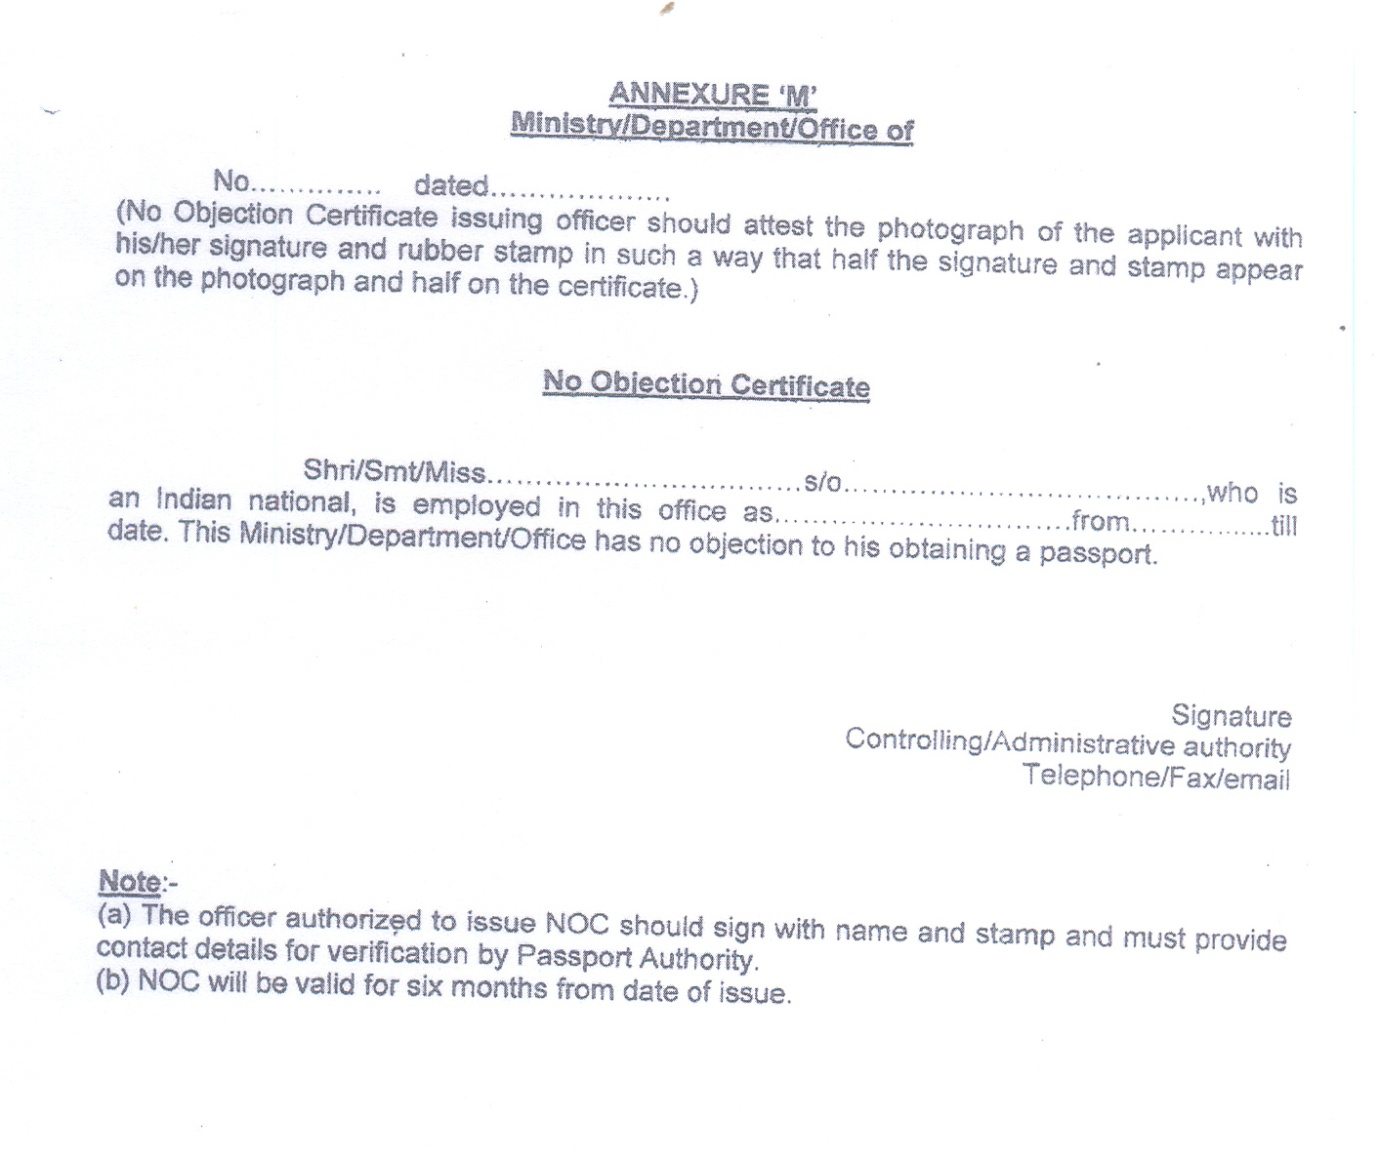 ANNEXURE ‘M’
Ministry/Department/Office of
No.............. dated...................
(No Objection Certificate issuing officer should attest the photograph of the applicant with
his/her signature and rubber stamp in such a way that half the signature and stamp appear
on the photograph and half on the certificate.)
No Objection Certificate
Shri/Smt/Miss.................................s/o.....................................,who is
an Indian national, is employed in this office as...............................from...............till
date. This Ministry/Department/Office has no objection to his obtaining a passport.
Signature
Controlling/Administrative authority
Telephone/Fax/email
Note:-
(a) The officer authorized to issue NOC should sign with name and stamp and must provide
contact details for verification by Passport Authority.
(b) NOC will be valid for six months from date of issue.